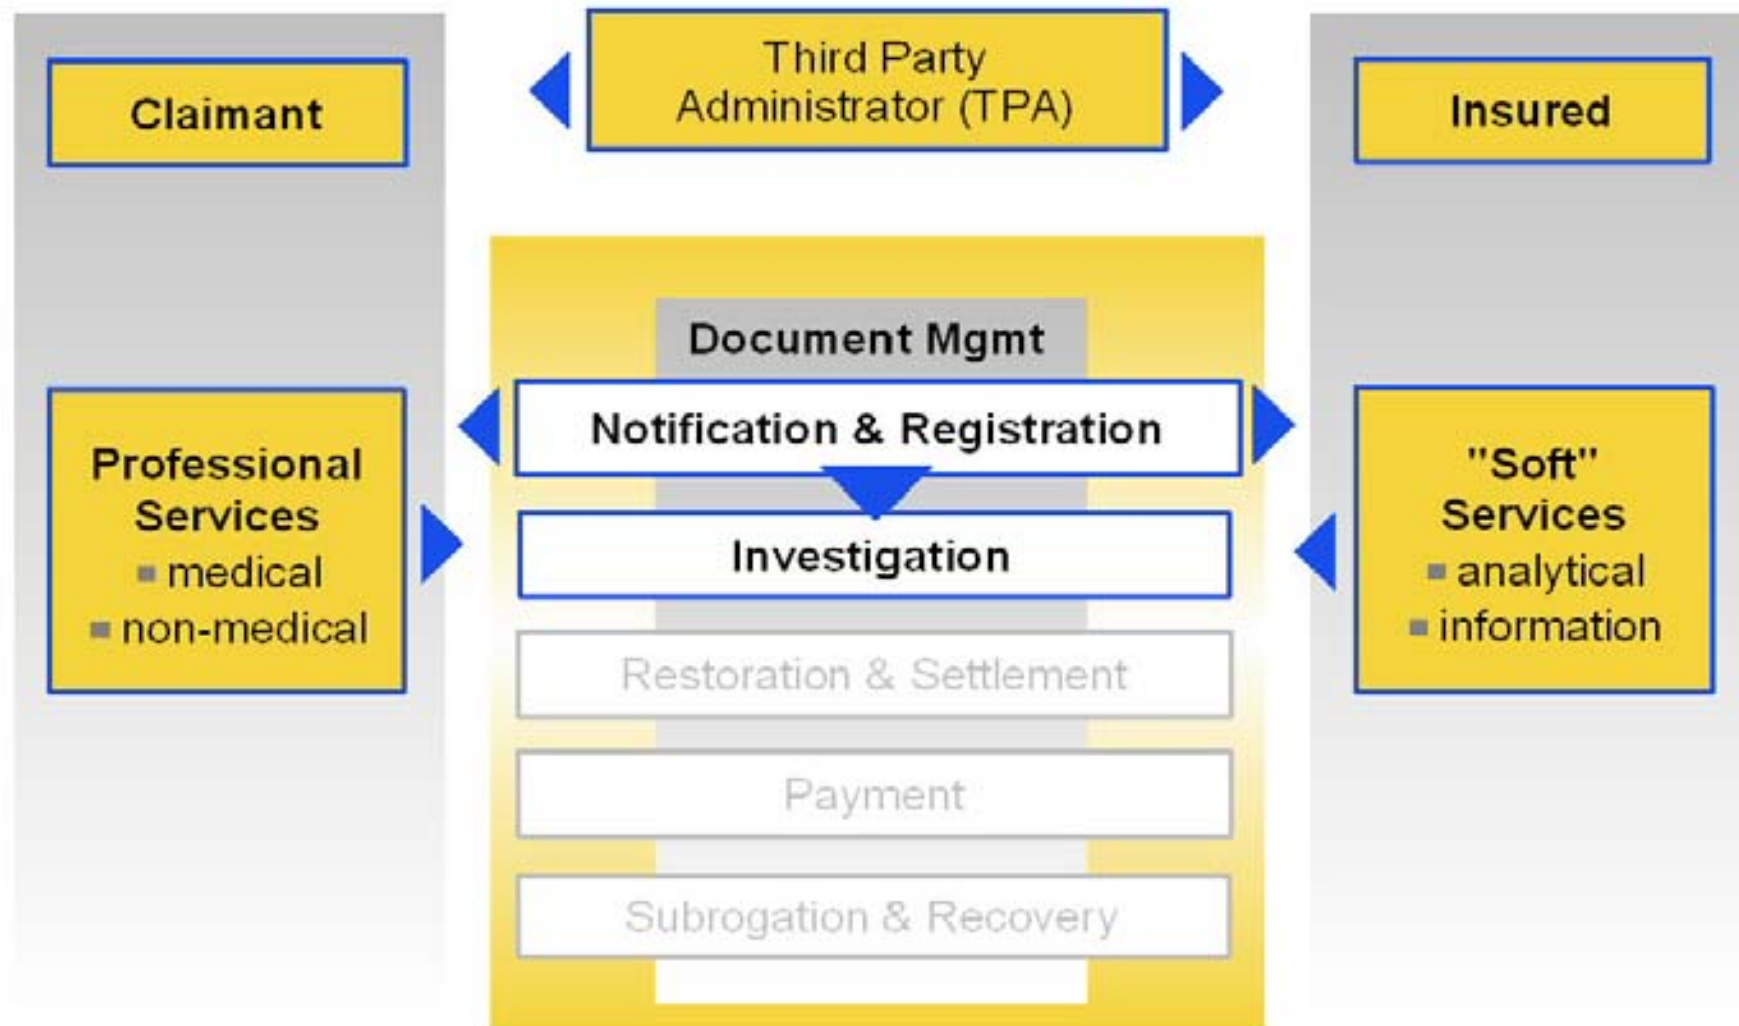 Claimant
Third Party
Administrator (TPA)
Insured
Document Mgmt
Notification & Registration
Professional
Services
medical
non-medical
Investigation
"Soft"
Services
analytical
information
Restoration & Settlement
Payment
Subrogation & Recovery